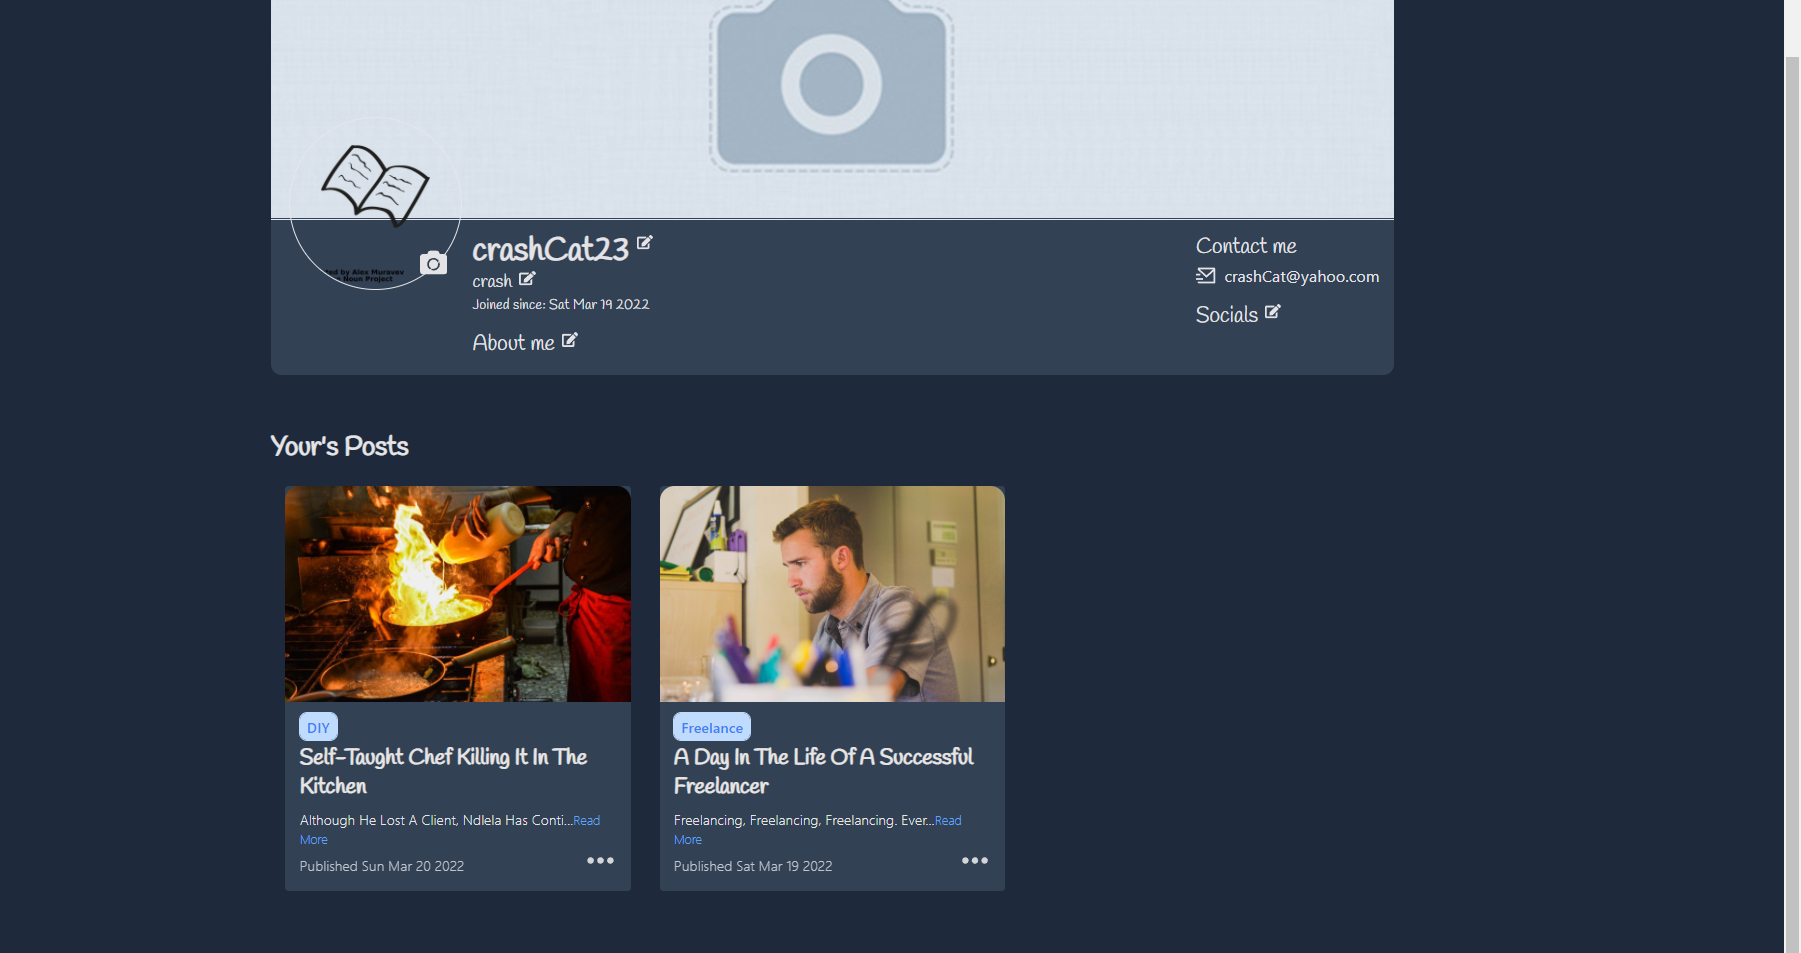 ted by Alex Muravev
Noun Project
crashCat23
crash
Joined since: Sat Mar 19 2022
About me
Contact me
crashCat@yahoo.com
Socials
Your's Posts
DIY
Self-Taught Chef Killing It In The
Kitchen
Although He Lost A Client, Ndlela Has Conti...Read
More
Published Sun Mar 20 2022
Freelance
A Day In The Life Of A Successful
Freelancer
Freelancing, Freelancing, Freelancing. Ever...Read
More
Published Sat Mar 19 2022